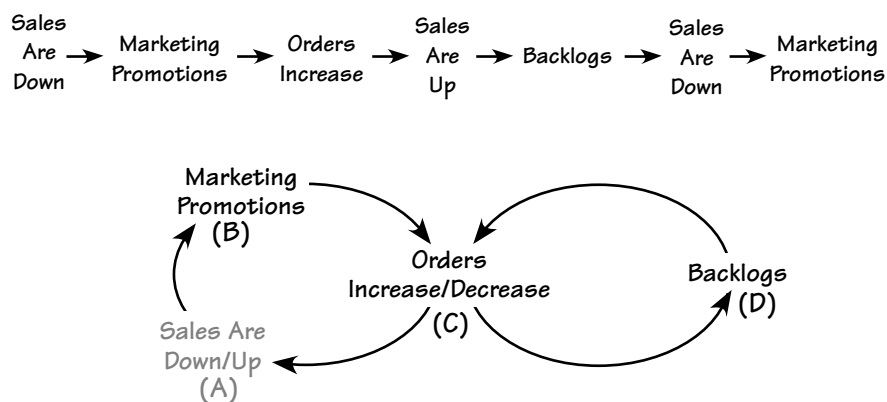 Sales
Are
Down
Marketing
Promotions
Orders
Increase
Sales
Are
Up
Backlogs
Sales
Are
Down
Marketing
Promotions
Marketing
Promotions
(B)
Orders
Increase/Decrease
(C)
Backlogs
(D)
Sales Are
Down/Up
(A)